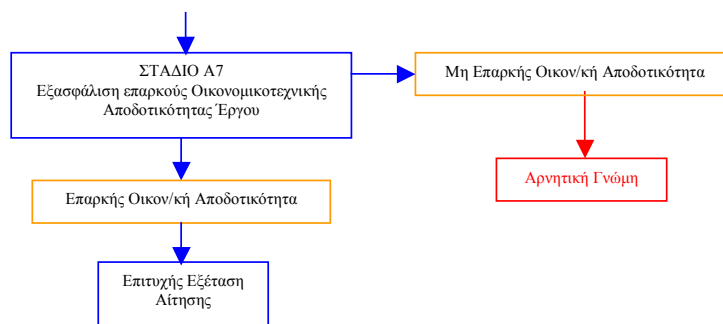 ΣΤΑΔΙΟ Α7
Εξασφάλιση επαρκούς Οικονομικοτεχνικής
Αποδοτικότητας Έργου
Μη Επαρκής Οικον/κή Αποδοτικότητα
Αρνητική Γνώμη
Επαρκής Οικον/κή Αποδοτικότητα
Επιτυχής Εξέταση
Αίτησης